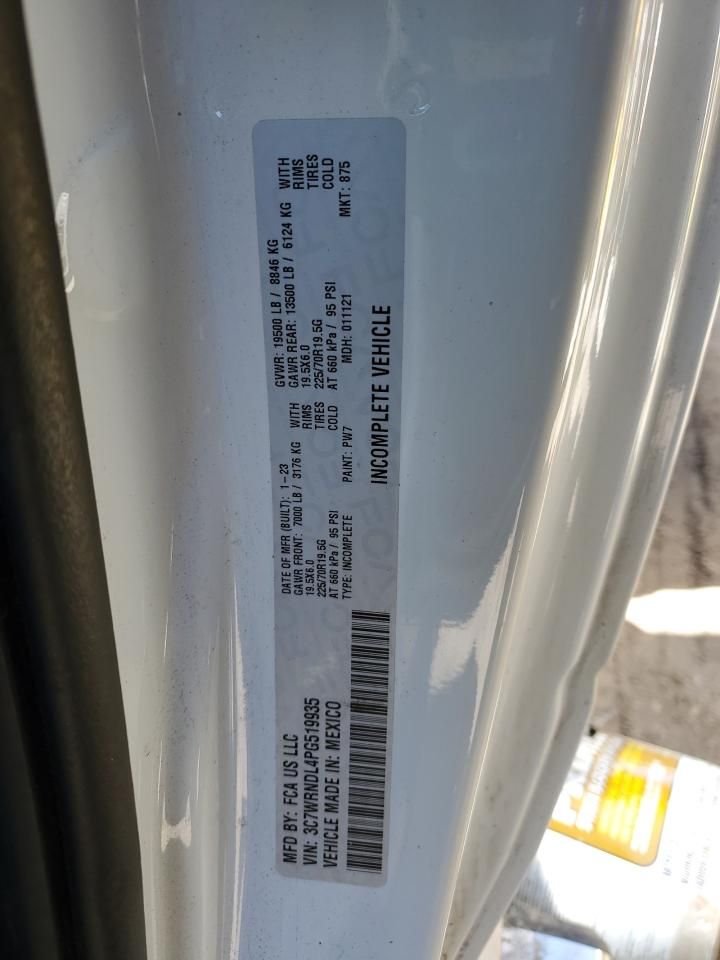 MFD BY: FCA US LLC
VIN: 3C7WRNDL4PG519935
VEHICLE MADE IN: MEXICO
DATE OF MFR (BUILT): 1-23
GAWR FRONT: 7000 LB / 3176 KG WITH
19.5X6.0 RIMS
225/70R19.5G TIRES
AT 660 kPa / 95 PSI COLD
TYPE: INCOMPLETE PAINT: PW7
GVWR: 19500 LB / 8846 KG
GAWR REAR: 13500 LB / 6124 KG WITH
19.5X6.0 RIMS
225/70R19.5G TIRES
AT 660 kPa / 95 PSI COLD
MDH: 011121 MKT: 875
INCOMPLETE VEHICLE